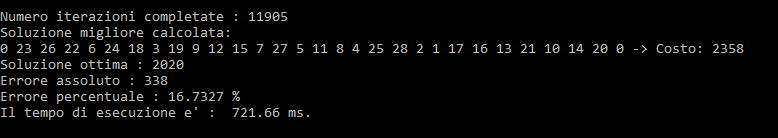 Numero iterazioni completate : 11905
Soluzione migliore calcolata:
0 23 26 22 6 24 18 3 19 9 12 15 7 27 5 11 8 4 25 28 2 1 17 16 13 21 10 14 20 0 -> Costo: 2358
Soluzione ottima : 2020
Errore assoluto : 338
Errore percentuale : 16.7327 %
Il tempo di esecuzione e' :  721.66 ms.